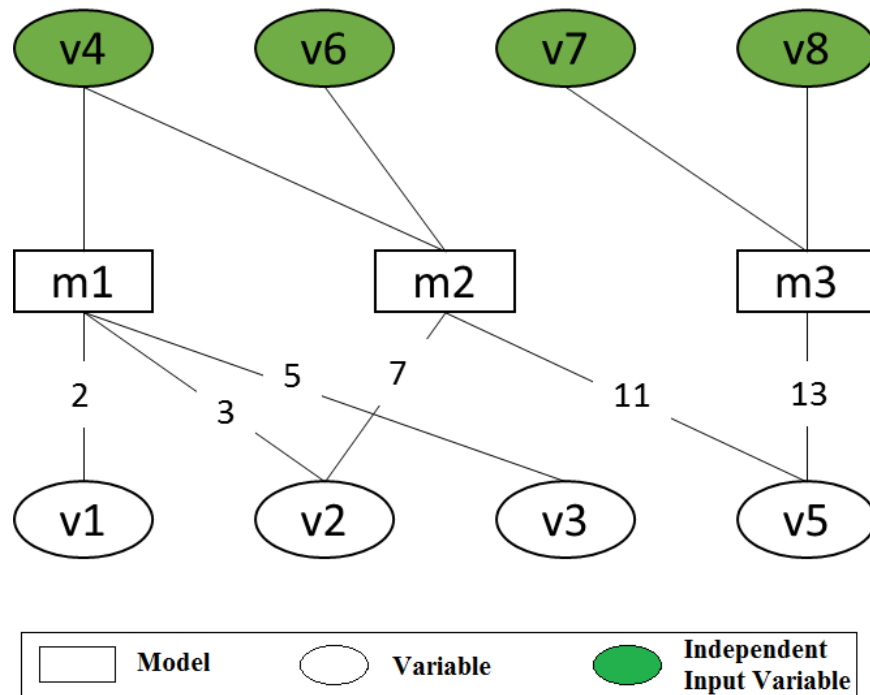 v4 v6 v7 v8
m1 m2 m3
2 3 5 7 11 13
v1 v2 v3 v5
Model Variable Independent
Input Variable